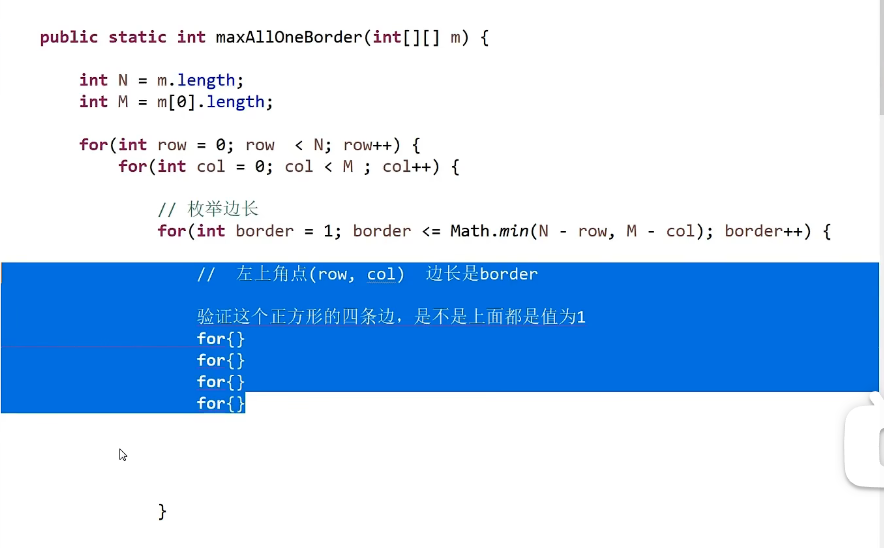 public static int maxAllOneBorder(int[][] m) {
int N = m.length;
int M = m[0].length;
for(int row = 0; row  < N; row++) {
for(int col = 0; col < M ; col++) {
// 枚举边长
for(int border = 1; border <= Math.min(N - row, M - col); border++) {
//  左上角点(row, col)  边长是border
验证这个正方形的四条边，是不是上面都是值为1
for{}
for{}
for{}
for{}
}